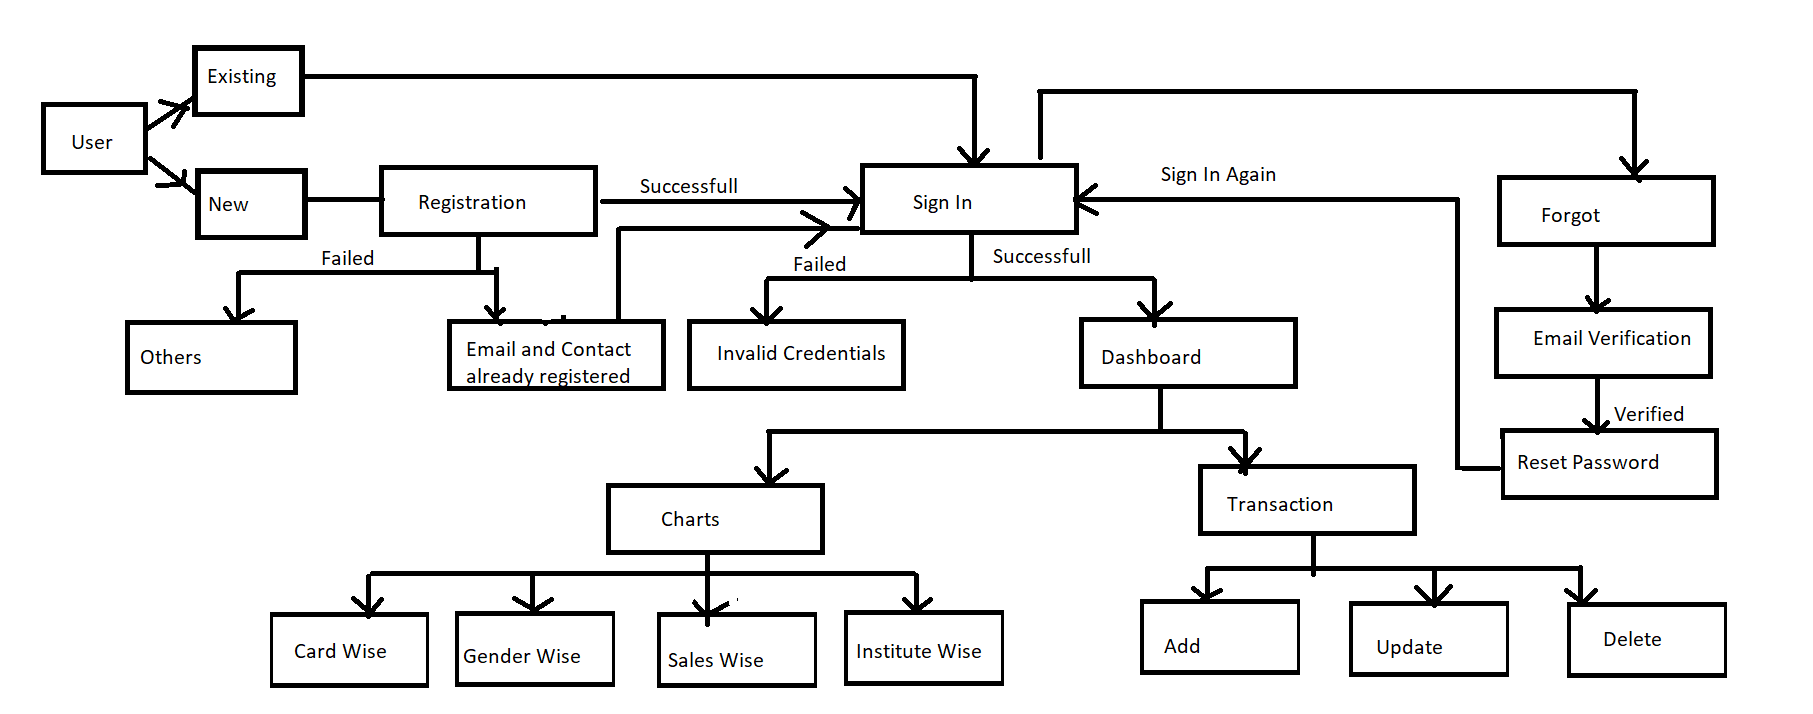 Existing
User
New
Registration
Successfull
Sign In
Sign In Again
Forgot
Failed
Failed
Successfull
Others
Email and Contact
already registered
Invalid Credentials
Dashboard
Email Verification
Verified
Reset Password
Charts
Transaction
Card Wise
Gender Wise
Sales Wise
Institute Wise
Add
Update
Delete